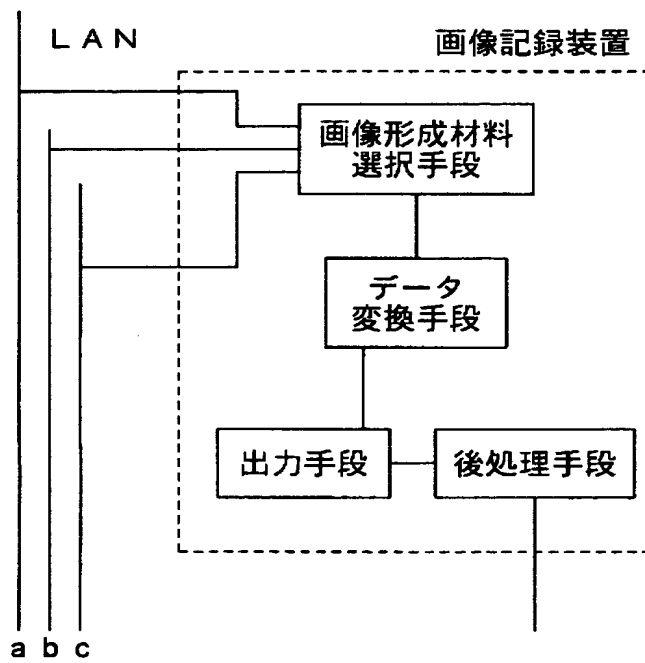 LAN
画像記録装置
画像形成材料
選択手段
データ
変換手段
出力手段
後処理手段
a b c